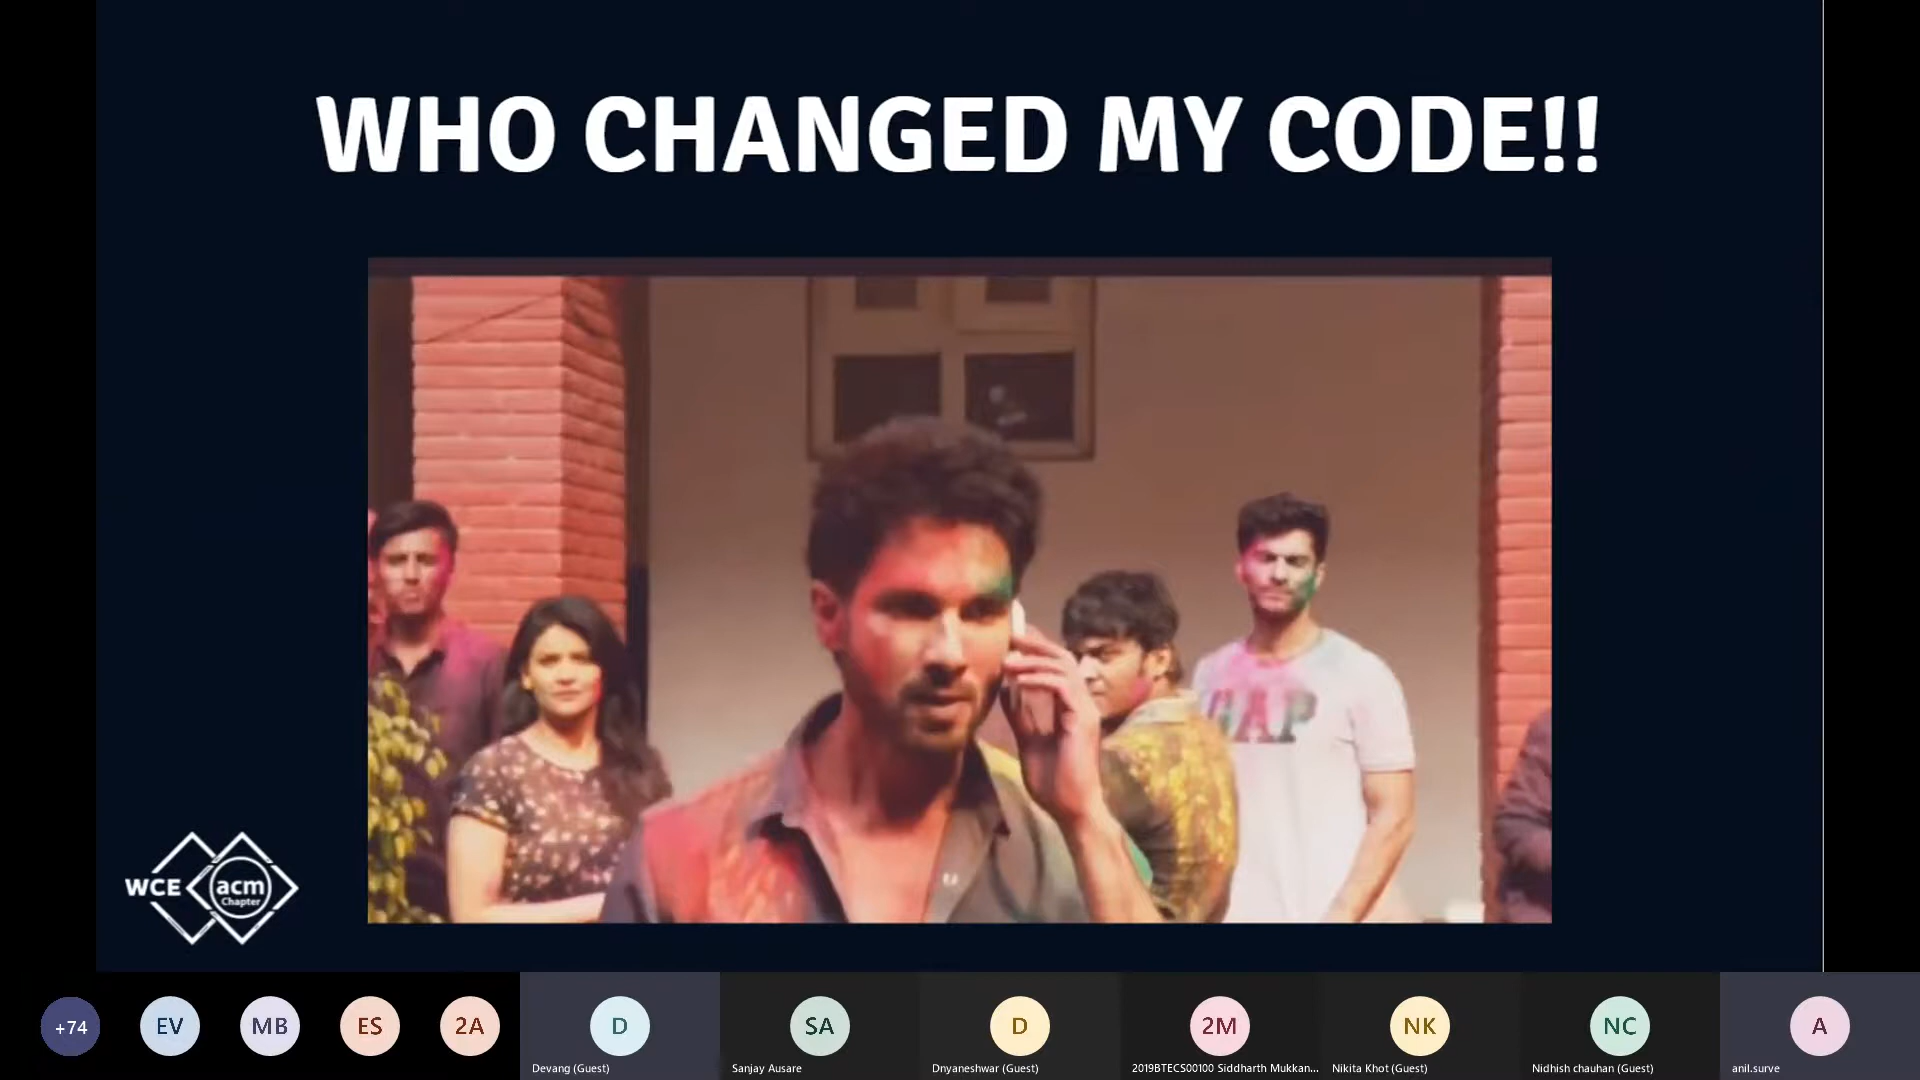 WHO CHANGED MY CODE!!
GAP
WCE
acm
Chapter
+74
EV
MB
ES
2A
D
SA
D
2M
NK
NC
A
Devang (Guest)
Sanjay Ausare
Dnyaneshwar (Guest)
2019BTECS00100 Siddharth Mukkan...
Nikita Khot (Guest)
Nidhish chauhan (Guest)
anil.surve